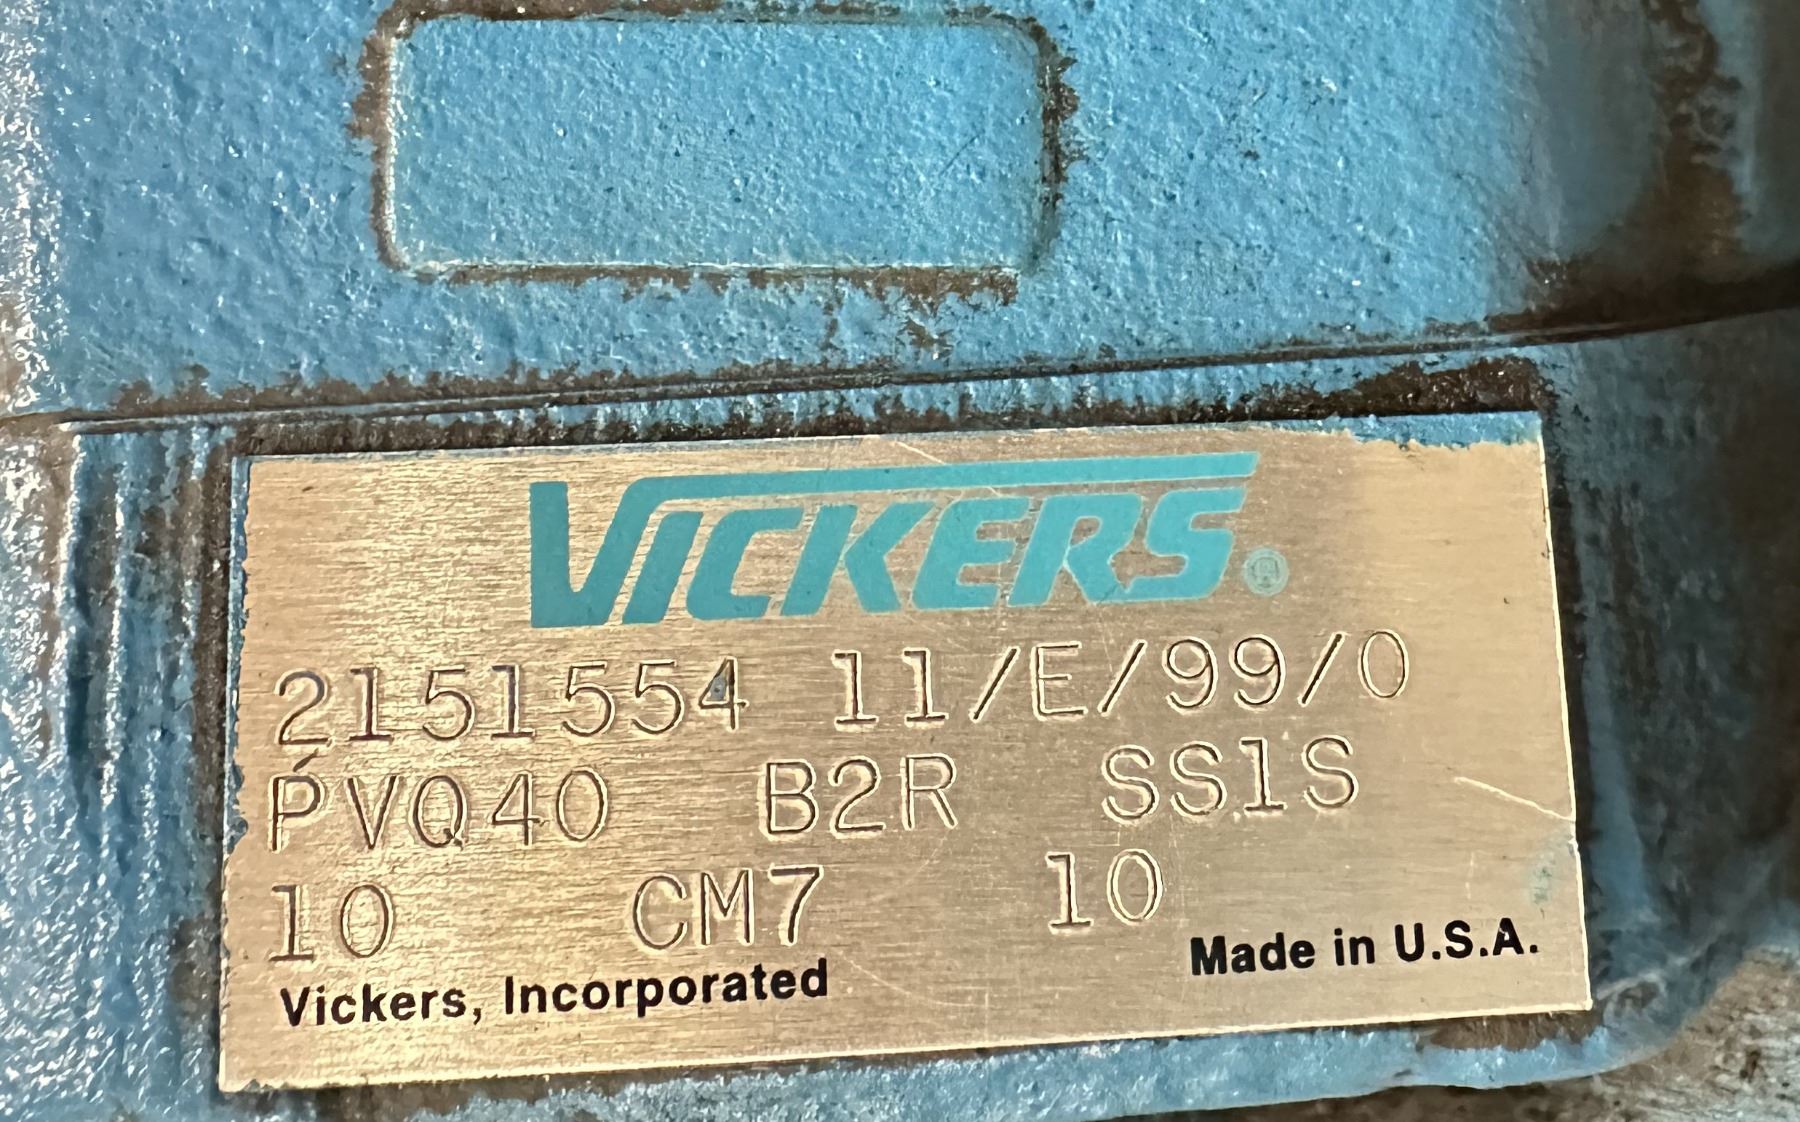 VICKERS®
2151554 11/E/99/0
PVQ40 B2R SS1S
10 CM7 10
Vickers, Incorporated
Made in U.S.A.